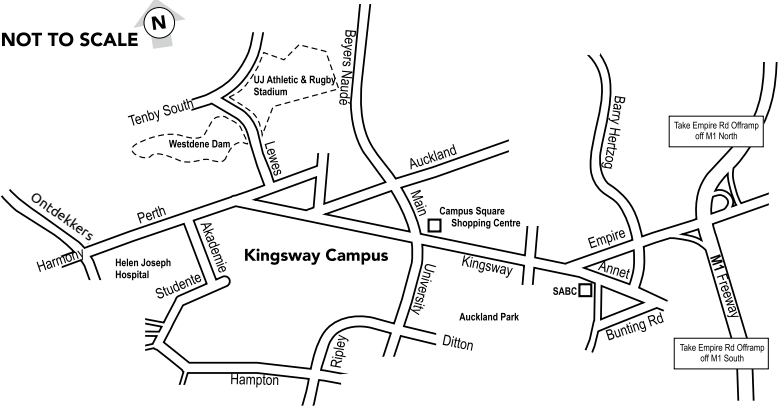 N
NOT TO SCALE
Beyers Naudé
UJ Athletic & Rugby
Stadium
Tenby South
Westdene Dam
Lewes
Barry Hertzog
Take Empire Rd Offramp
off M1 North
Auckland
Ontdekkers
Perth
Main
Campus Square
Shopping Centre
Akademie
Harmony
Helen Joseph
Hospital
Kingsway Campus
Empire
Kingsway
Annet
M1 Freeway
Studente
University
SABC
Auckland Park
Bunting Rd
Ripley
Ditton
Take Empire Rd Offramp
off M1 South
Hampton